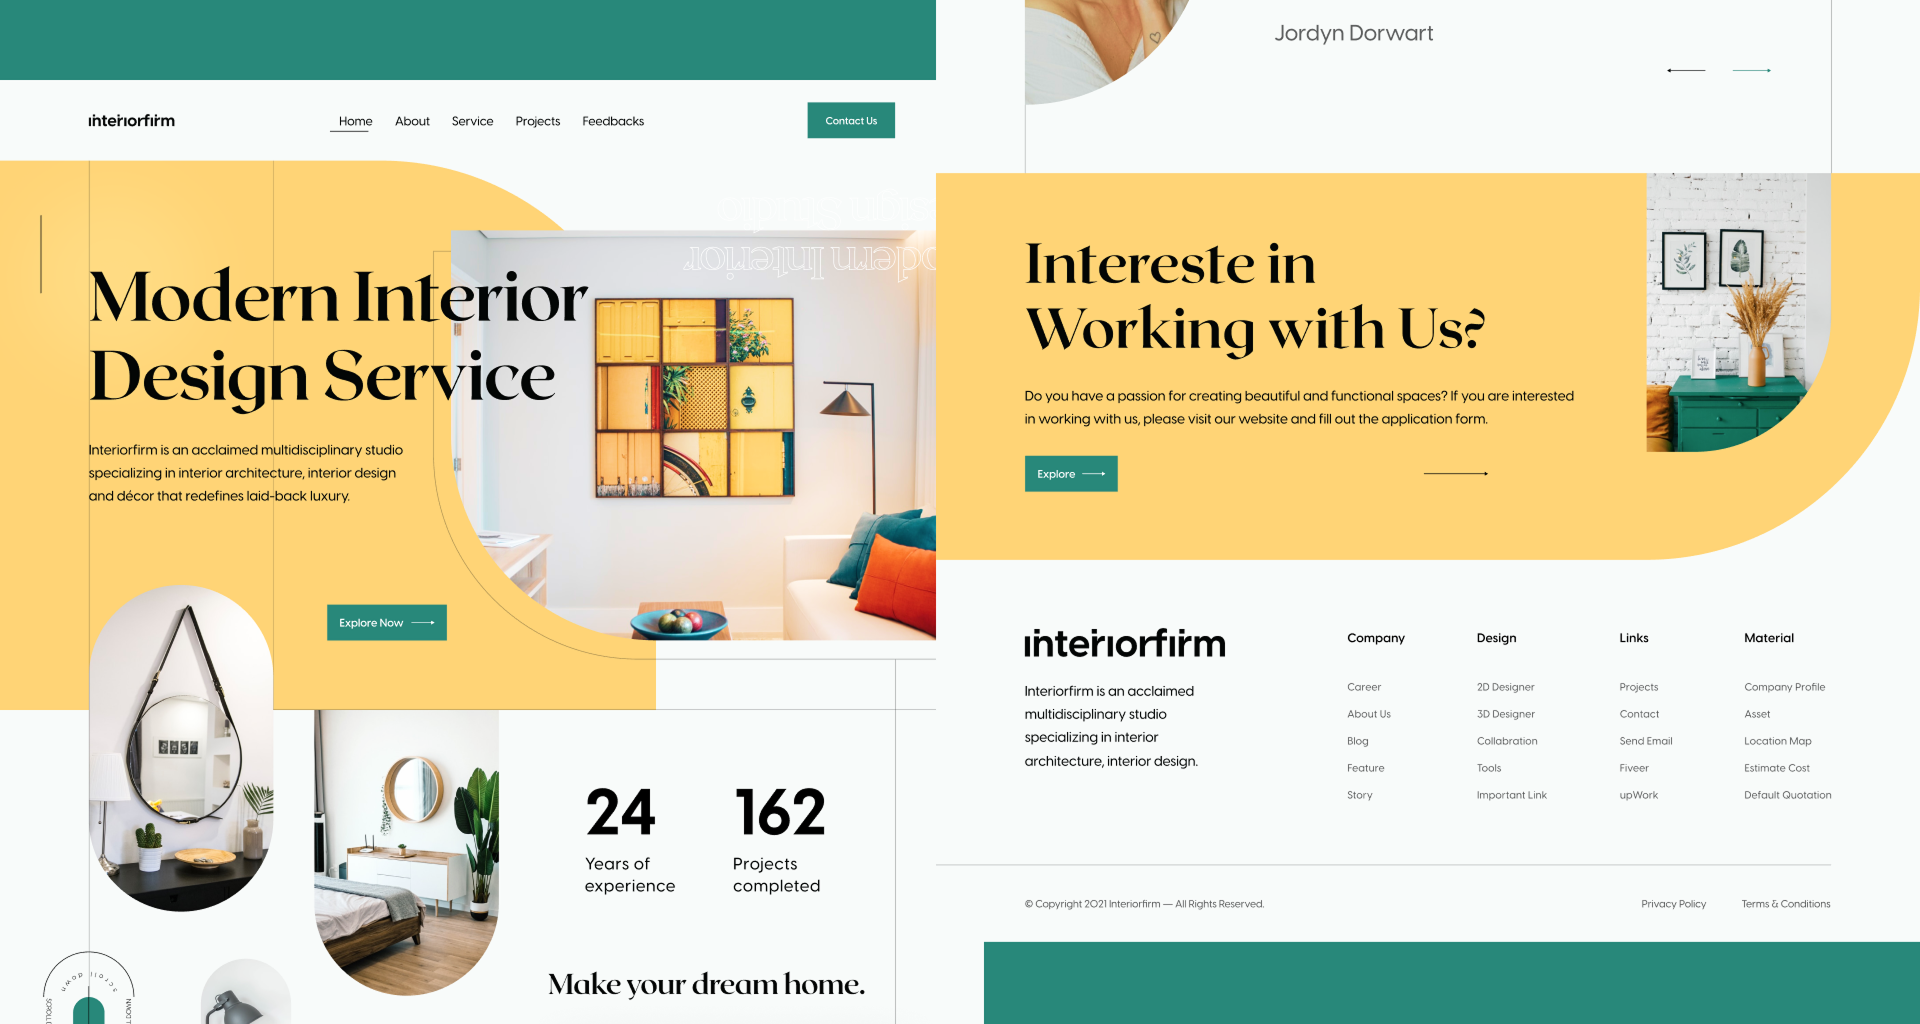 interiorfirm
Home
About
Service
Projects
Feedbacks
Contact Us
Modern Interior
Design Service
Interiorfirm is an acclaimed multidisciplinary studio
specializing in interior architecture, interior design
and décor that redefines laid-back luxury.
Explore Now
24
Years of
experience
162
Projects
completed
Make your dream home.
scroll down
Jordyn Dorwart
Intereste in
Working with Us?
Do you have a passion for creating beautiful and functional spaces? If you are interested
in working with us, please visit our website and fill out the application form.
Explore
interiorfirm
Interiorfirm is an acclaimed
multidisciplinary studio
specializing in interior
architecture, interior design.
Company
Career
About Us
Blog
Feature
Story
Design
2D Designer
3D Designer
Collabration
Tools
Important Link
Links
Projects
Contact
Send Email
Fiveer
upWork
Material
Company Profile
Asset
Location Map
Estimate Cost
Default Quotation
© Copyright 2021 Interiorfirm — All Rights Reserved.
Privacy Policy
Terms & Conditions